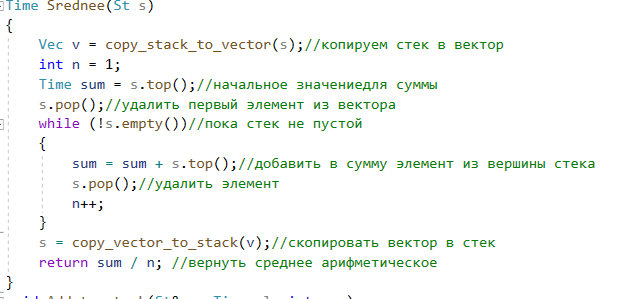 Time Srednee(St s)
{
Vec v = copy_stack_to_vector(s);//копируем стек в вектор
int n = 1;
Time sum = s.top();//начальное значениедля суммы
s.pop();//удалить первый элемент из вектора
while (!s.empty())//пока стек не пустой
{
sum = sum + s.top();//добавить в сумму элемент из вершины стека
s.pop();//удалить элемент
n++;
}
s = copy_vector_to_stack(v);//скопировать вектор в стек
return sum / n; //вернуть среднее арифметическое
}